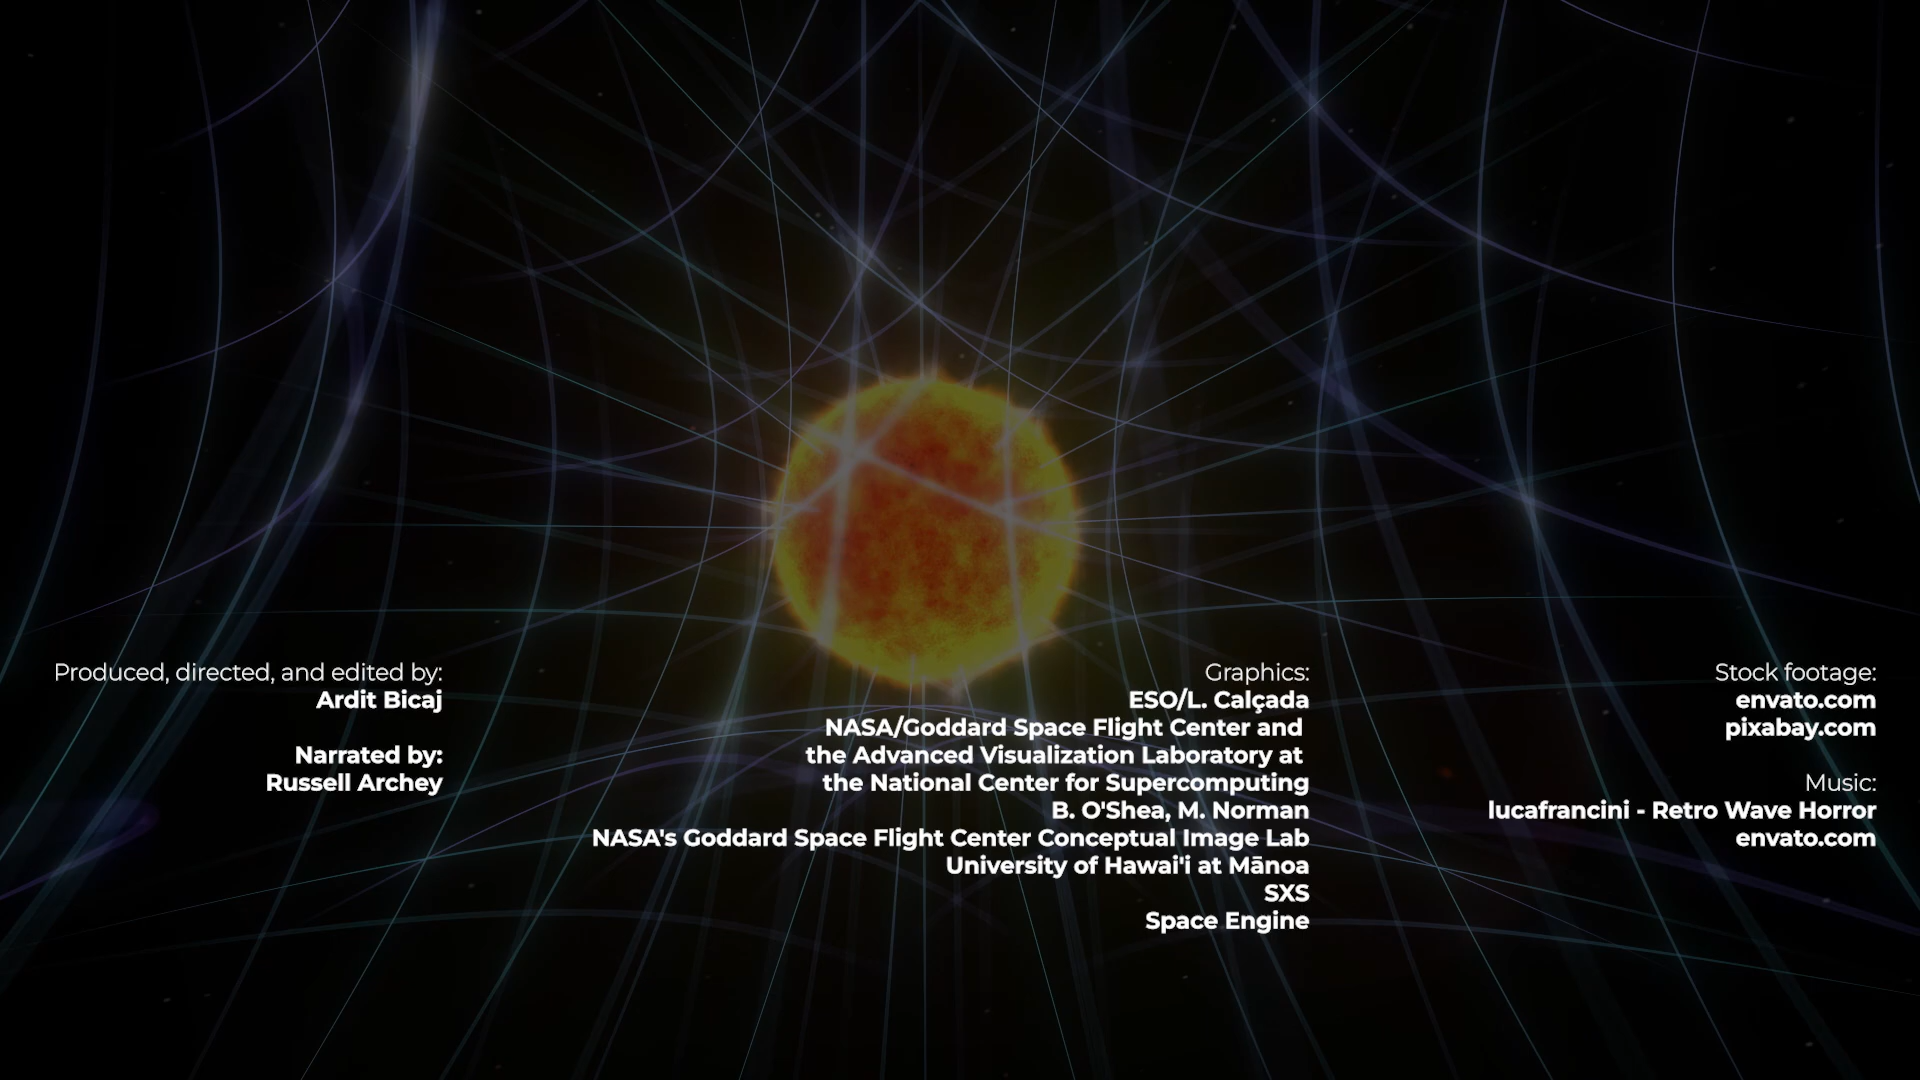 Produced, directed, and edited by:
Ardit Bicaj
Narrated by:
Russell Archey
Graphics:
ESO/L. Calçada
NASA/Goddard Space Flight Center and
the Advanced Visualization Laboratory at
the National Center for Supercomputing
B. O'Shea, M. Norman
NASA's Goddard Space Flight Center Conceptual Image Lab
University of Hawai'i at Mānoa
SXS
Space Engine
Stock footage:
envato.com
pixabay.com
Music:
lucafrancini - Retro Wave Horror
envato.com